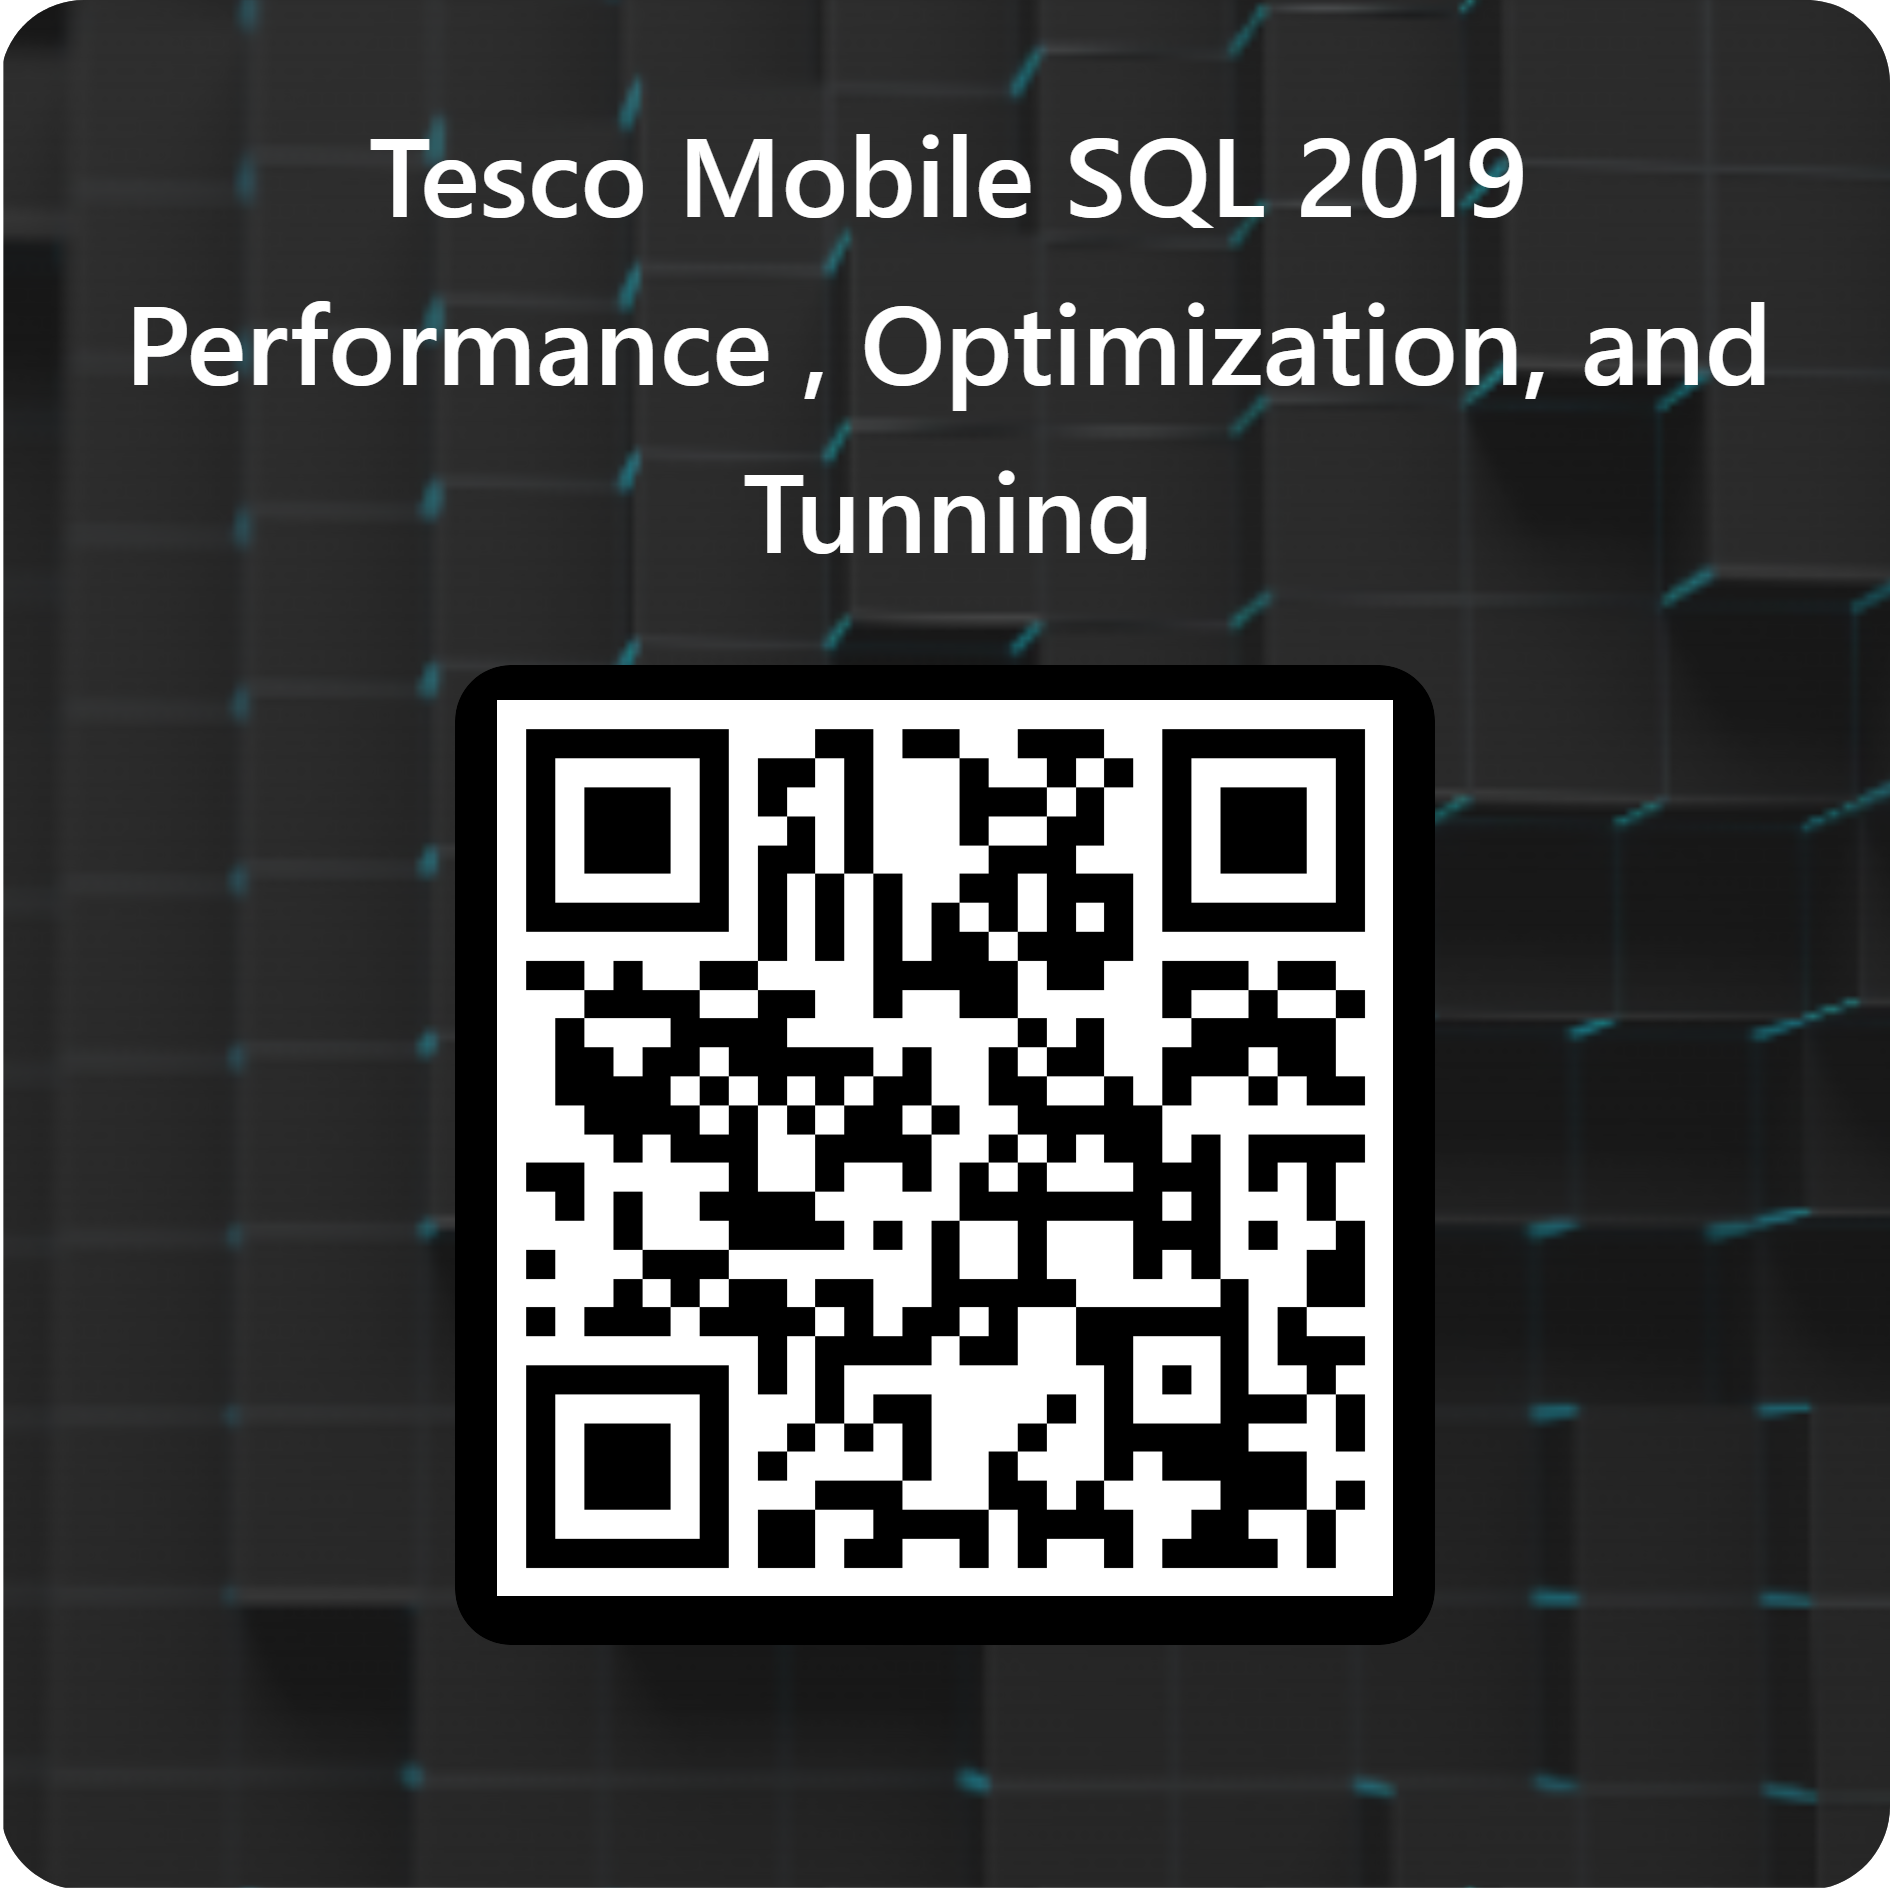 Tesco Mobile SQL 2019
Performance , Optimization, and
Tunning